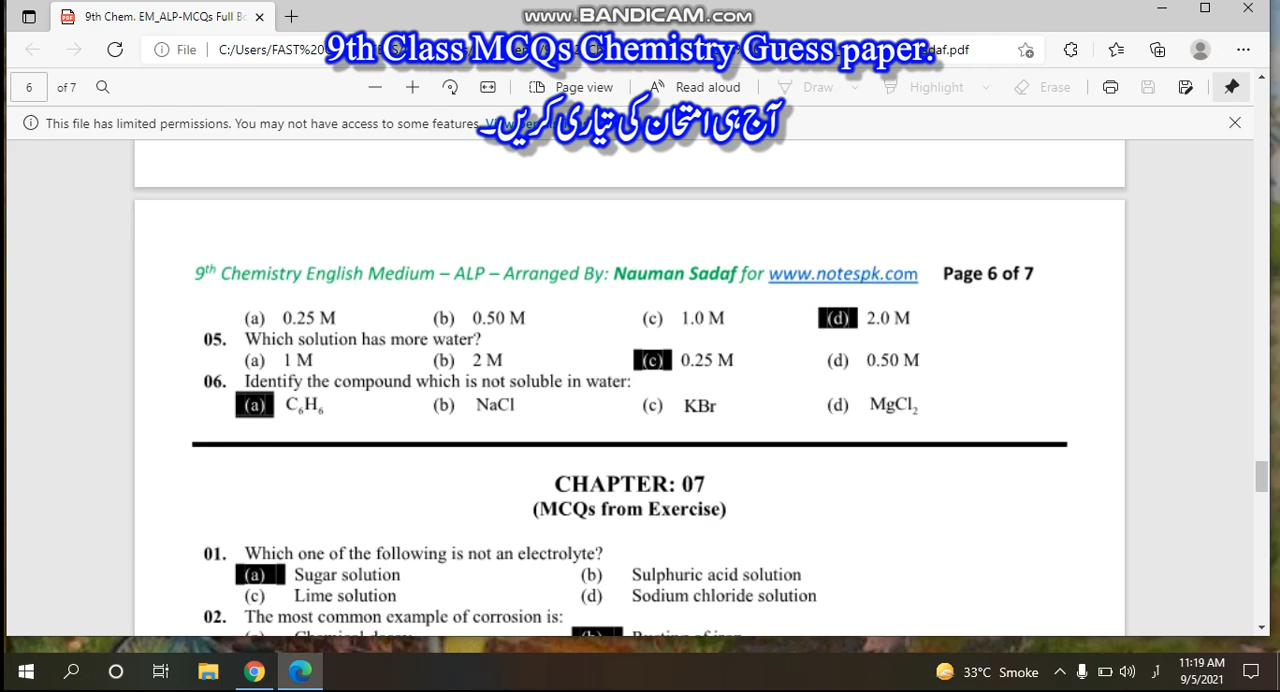 www.BANDICAM.com
9th Chem. EM_ALP-MCQs Full Bo
File C:/Users/FAST%20 adaf.pdf
9th Class MCQs Chemistry Guess paper.
6 of 7 Page view Read aloud Draw Highlight Erase
آج ہی امتحان کی تیاری کریں۔
This file has limited permissions. You may not have access to some features.
9th Chemistry English Medium – ALP – Arranged By: Nauman Sadaf for www.notespk.com Page 6 of 7
(a) 0.25 M (b) 0.50 M (c) 1.0 M (d) 2.0 M
05. Which solution has more water?
(a) 1 M (b) 2 M (c) 0.25 M (d) 0.50 M
06. Identify the compound which is not soluble in water:
(a) C₆H₆ (b) NaCl (c) KBr (d) MgCl₂
CHAPTER: 07
(MCQs from Exercise)
01. Which one of the following is not an electrolyte?
(a) Sugar solution (b) Sulphuric acid solution
(c) Lime solution (d) Sodium chloride solution
02. The most common example of corrosion is:
(a) Chemical decay (b) Rusting of iron
33°C Smoke 11:19 AM
9/5/2021